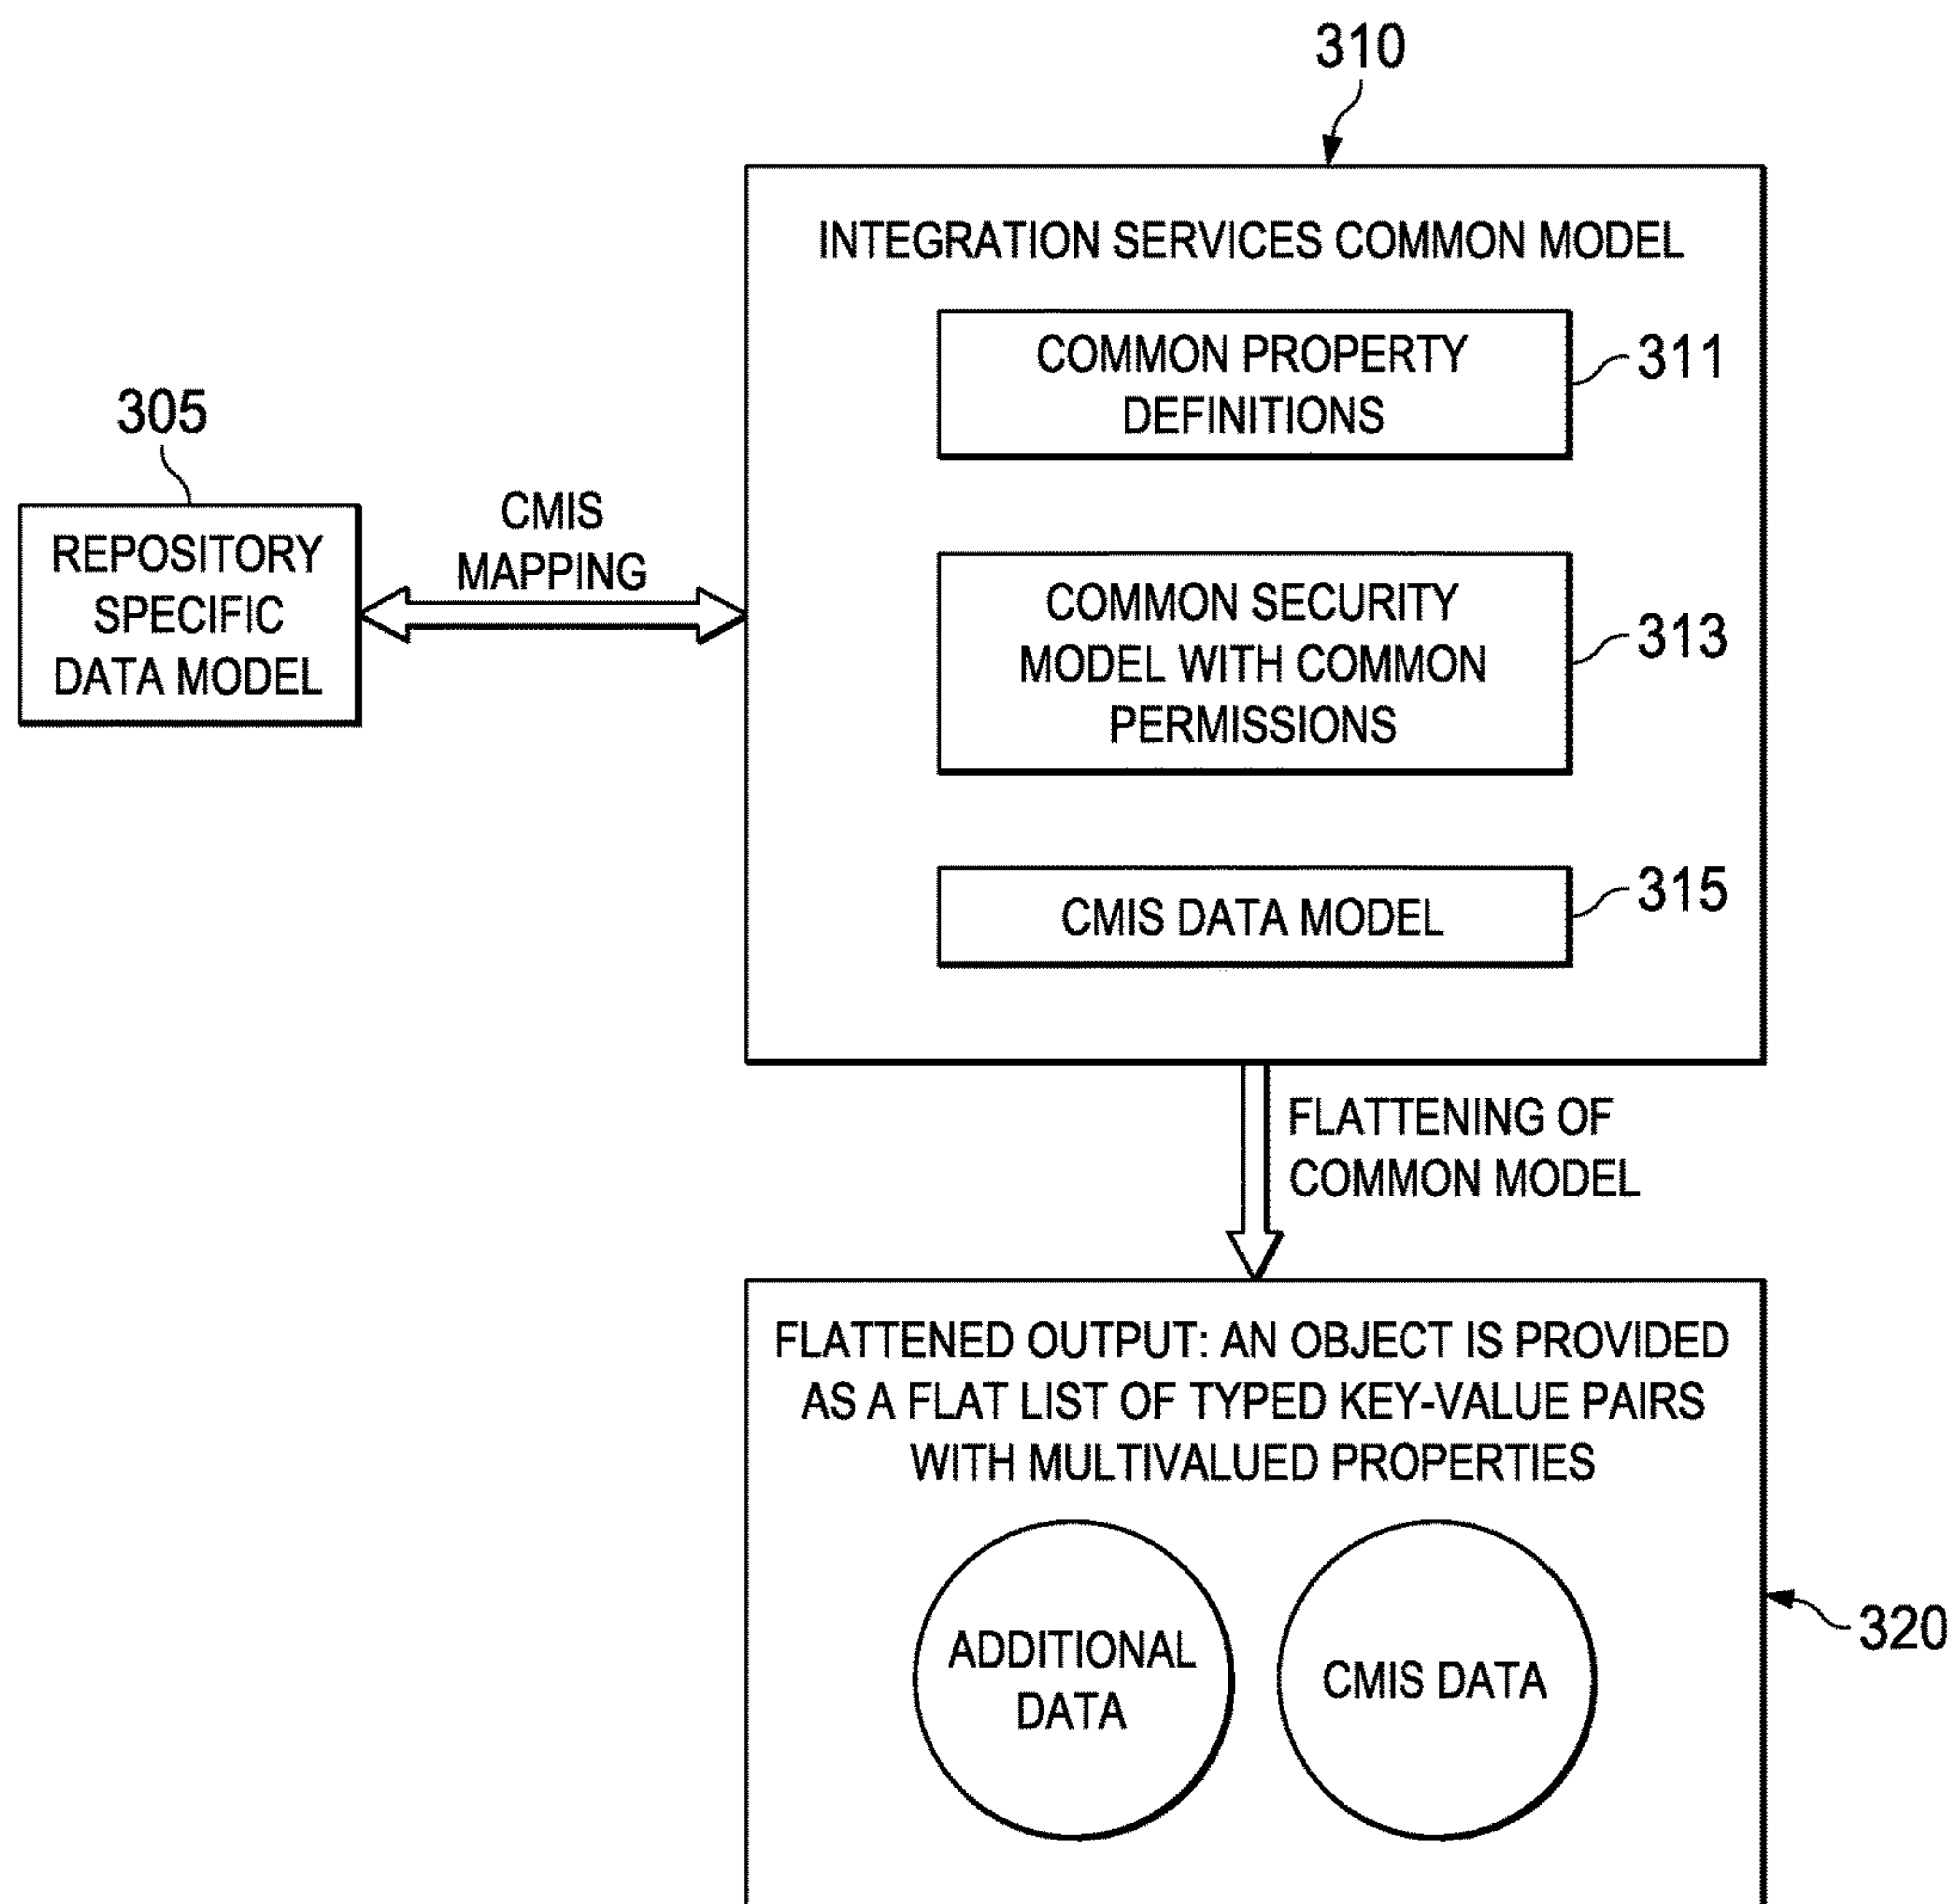 310
INTEGRATION SERVICES COMMON MODEL
COMMON PROPERTY
DEFINITIONS
311
305
REPOSITORY
SPECIFIC
DATA MODEL
CMIS
MAPPING
COMMON SECURITY
MODEL WITH COMMON
PERMISSIONS
313
CMIS DATA MODEL
315
FLATTENING OF
COMMON MODEL
FLATTENED OUTPUT: AN OBJECT IS PROVIDED
AS A FLAT LIST OF TYPED KEY-VALUE PAIRS
WITH MULTIVALUED PROPERTIES
ADDITIONAL
DATA
CMIS DATA
320